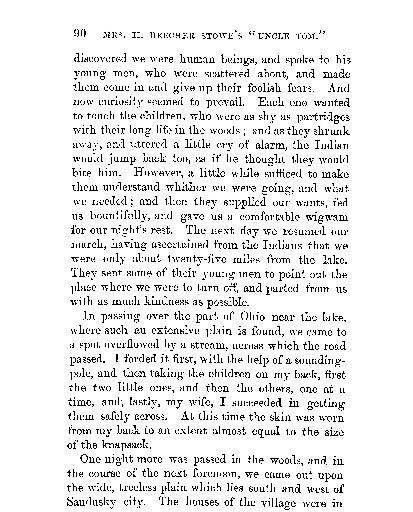 90 MRS. H. BEECHER STOWE'S "UNCLE TOM."
discovered we were human beings, and spoke to his
young men, who were scattered about, and made
them come in and give up their foolish fears. And
now curiosity seemed to prevail. Each one wanted
to touch the children, who were as shy as partridges
with their long life in the woods; and as they shrunk
away, and uttered a little cry of alarm, the Indian
would jump back too, as if he thought they would
bite him. However, a little while sufficed to make
them understand whither we were going, and what
we needed; and then they supplied our wants, fed
us bountifully, and gave us a comfortable wigwam
for our night's rest. The next day we resumed our
march, having ascertained from the Indians that we
were only about twenty-five miles from the lake.
They sent some of their young men to point out the
place where we were to turn off, and parted from us
with as much kindness as possible.
In passing over the part of Ohio near the lake,
where such an extensive plain is found, we came to
a spot overflowed by a stream, across which the road
passed. I forded it first, with the help of a sounding-
pole, and then taking the children on my back, first
the two little ones, and then the others, one at a
time, and, lastly, my wife, I succeeded in getting
them safely across. At this time the skin was worn
from my back to an extent almost equal to the size
of the knapsack.
One night more was passed in the woods, and in
the course of the next forenoon, we came out upon
the wide, treeless plain which lies south and west of
Sandusky city. The houses of the village were in